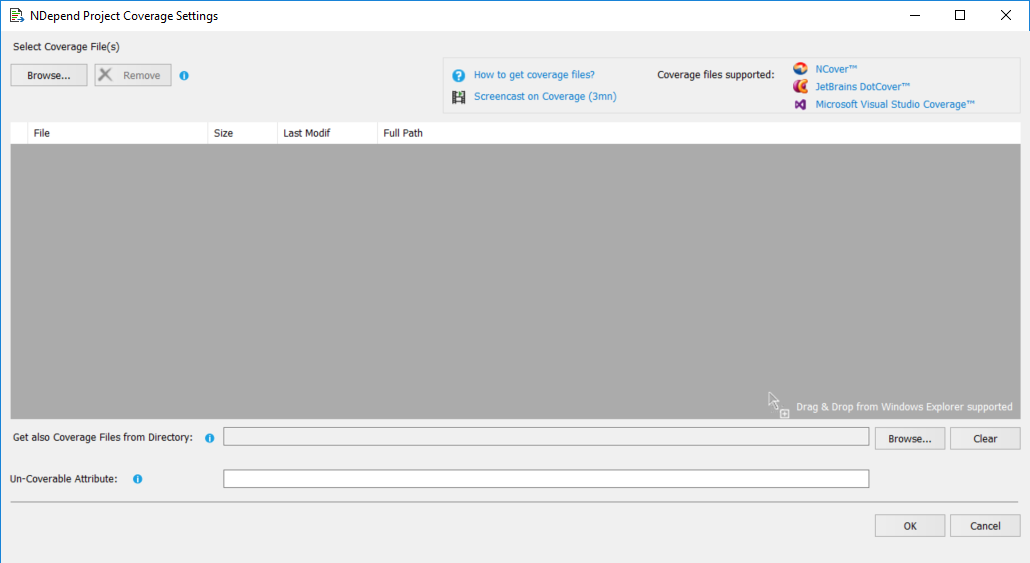 NDepend Project Coverage Settings
Select Coverage File(s)
Browse... Remove
How to get coverage files?
Screencast on Coverage (3mn)
Coverage files supported:
NCover™
JetBrains DotCover™
Microsoft Visual Studio Coverage™
File Size Last Modif Full Path
Drag & Drop from Windows Explorer supported
Get also Coverage Files from Directory: Browse... Clear
Un-Coverable Attribute:
OK Cancel